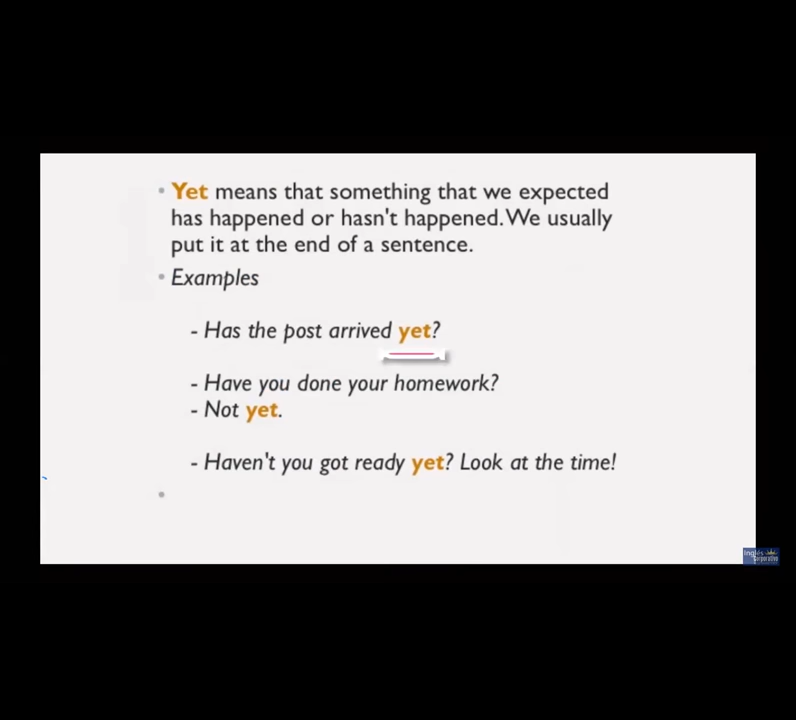 Yet means that something that we expected
has happened or hasn't happened. We usually
put it at the end of a sentence.
Examples
- Has the post arrived yet?
- Have you done your homework?
- Not yet.
- Haven't you got ready yet? Look at the time!
Inglés
Corporativo